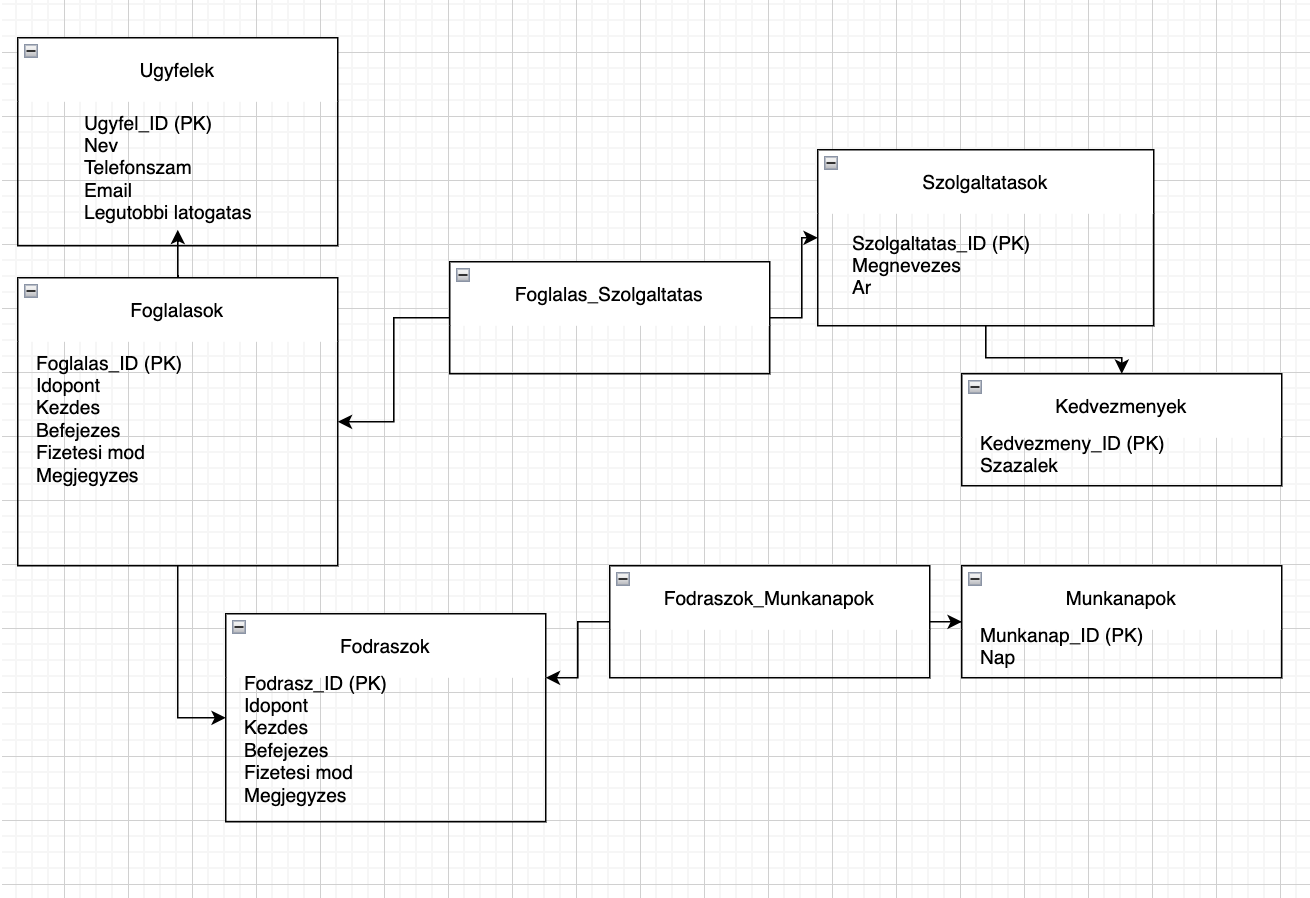 Ugyfelek
Ugyfel_ID (PK)
Nev
Telefonszam
Email
Legutobbi latogatas
Foglalasok
Foglalas_ID (PK)
Idopont
Kezdes
Befejezes
Fizetesi mod
Megjegyzes
Foglalas_Szolgaltatas
Szolgaltatasok
Szolgaltatas_ID (PK)
Megnevezes
Ar
Kedvezmenyek
Kedvezmeny_ID (PK)
Szazalek
Fodraszok
Fodrasz_ID (PK)
Idopont
Kezdes
Befejezes
Fizetesi mod
Megjegyzes
Fodraszok_Munkanapok
Munkanapok
Munkanap_ID (PK)
Nap